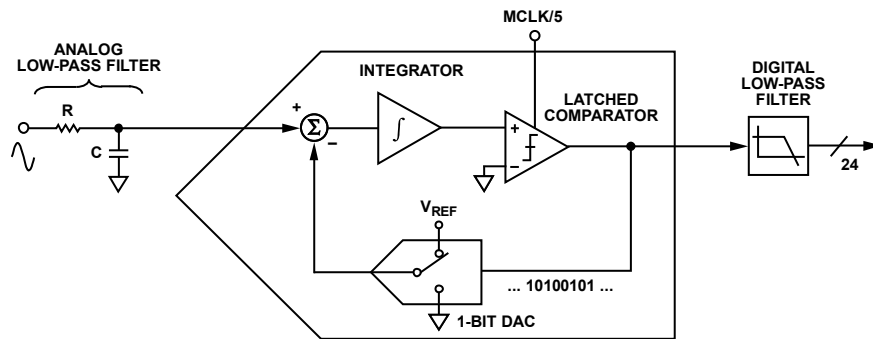 MCLK/5
ANALOG
LOW-PASS FILTER
INTEGRATOR
LATCHED
COMPARATOR
DIGITAL
LOW-PASS
FILTER
R
C
+
Σ
−
∫
+
−
24
VREF
... 10100101 ...
1-BIT DAC